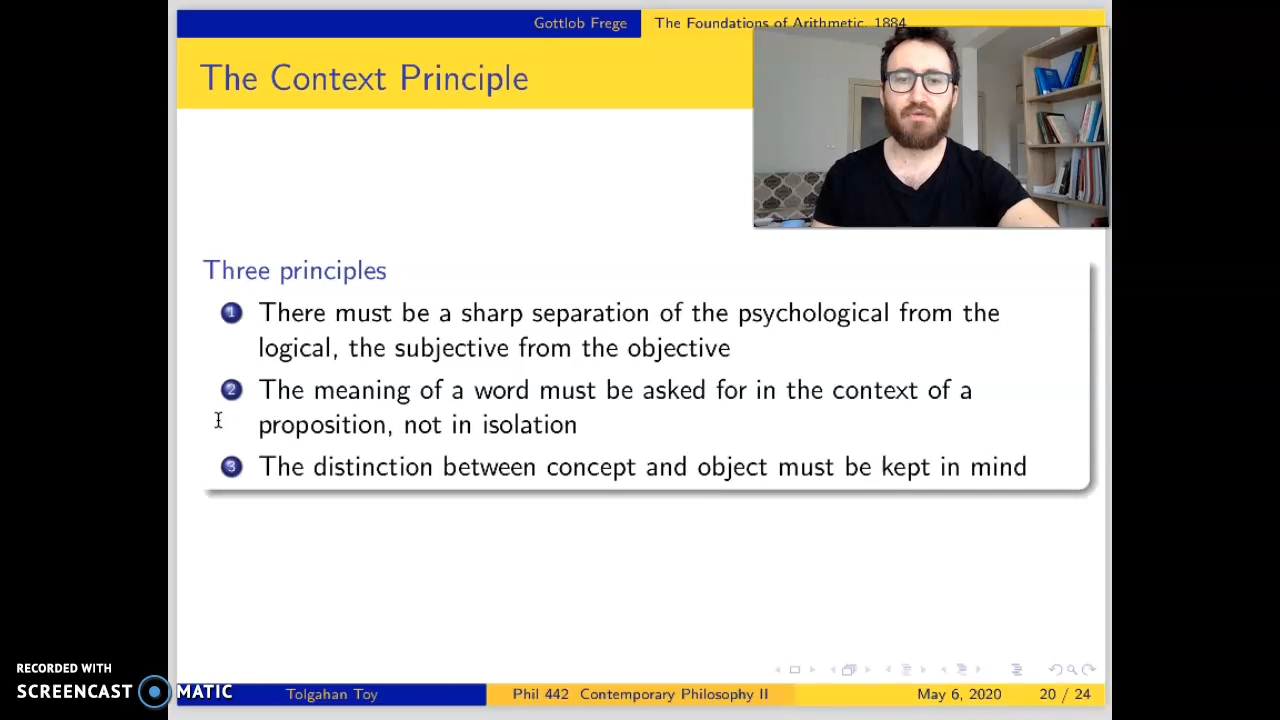 Gottlob Frege
The Foundations of Arithmetic, 1884
The Context Principle
Three principles
1 There must be a sharp separation of the psychological from the
logical, the subjective from the objective
2 The meaning of a word must be asked for in the context of a
proposition, not in isolation
3 The distinction between concept and object must be kept in mind
RECORDED WITH
SCREENCAST MATIC
Tolgahan Toy
Phil 442 Contemporary Philosophy II
May 6, 2020
20 / 24